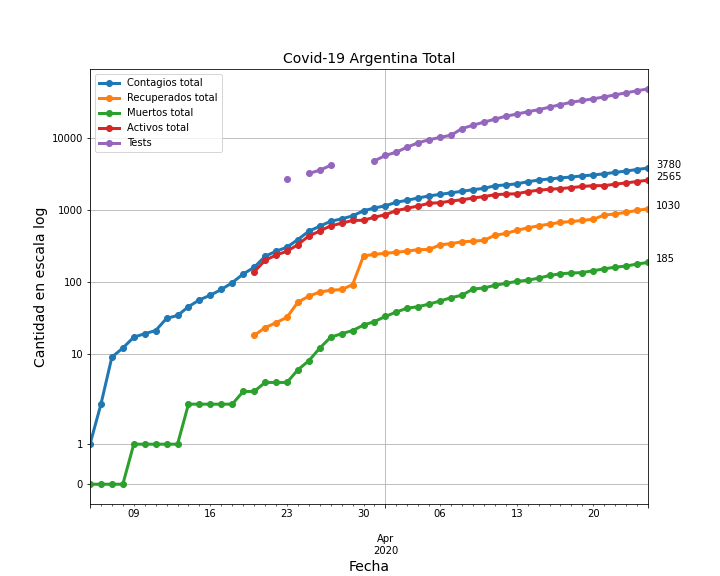 Covid-19 Argentina Total
Contagios total
Recuperados total
Muertos total
Activos total
Tests
Cantidad en escala log
10000
1000
100
10
1
0
3780
2565
1030
185
09
16
23
30
06
13
20
Apr
2020
Fecha